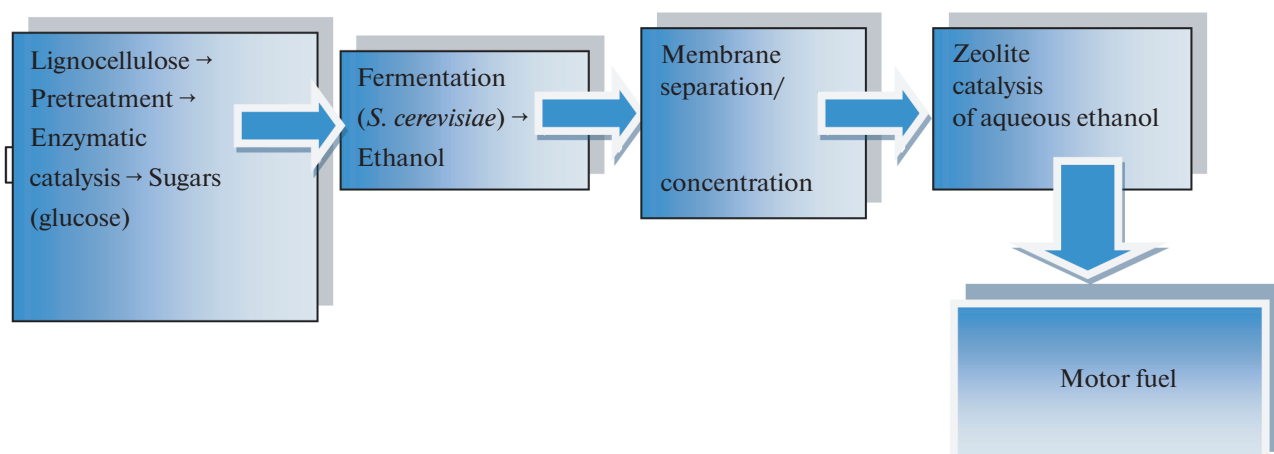 Lignocellulose →
Pretreatment →
Enzymatic
catalysis → Sugars
(glucose)
Fermentation
(S. cerevisiae) →
Ethanol
Membrane
separation/
concentration
Zeolite
catalysis
of aqueous ethanol
Motor fuel